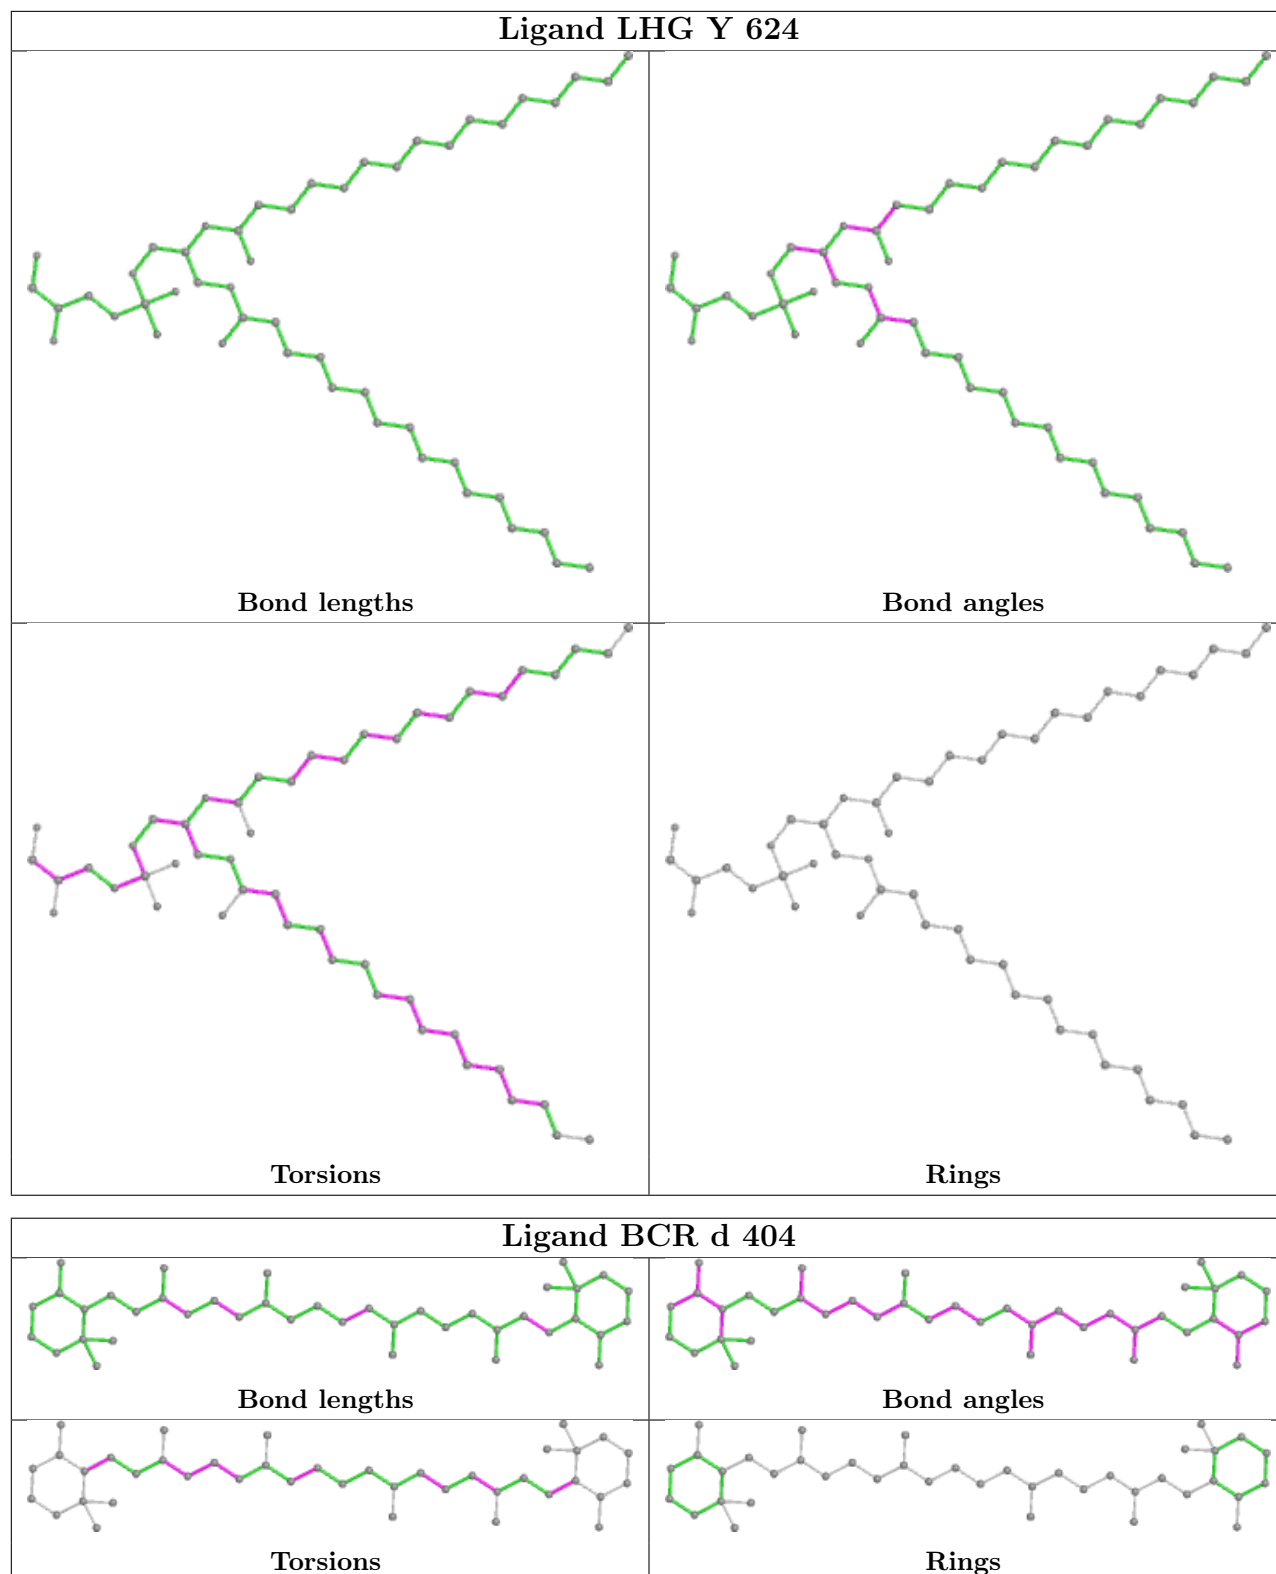 Ligand LHG Y 624
Bond lengths
Bond angles
Torsions
Rings
Ligand BCR d 404
Bond lengths
Bond angles
Torsions
Rings